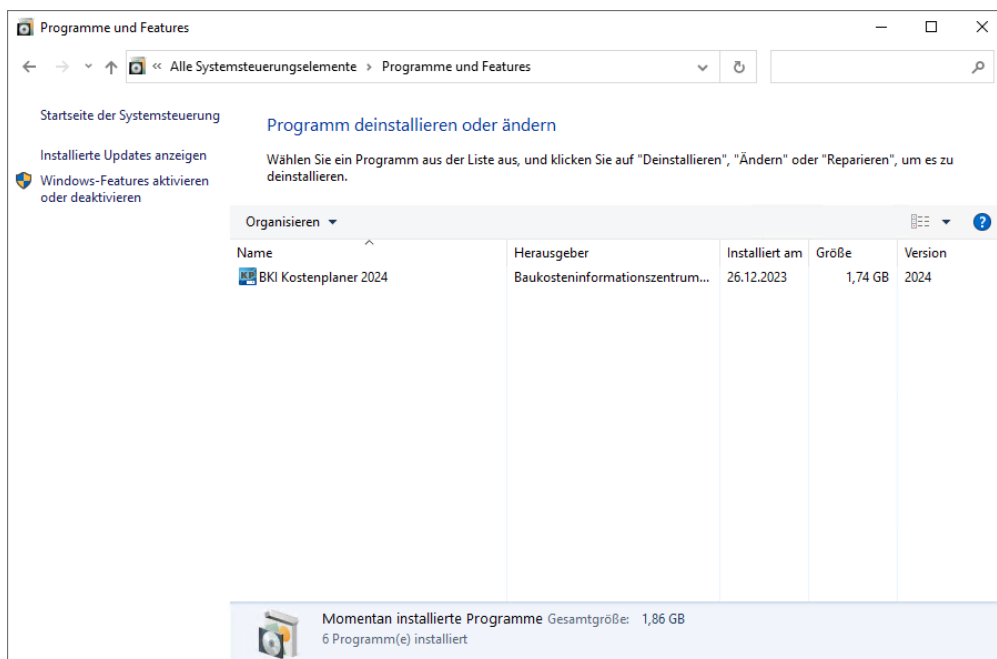 Programme und Features
« Alle Systemsteuerungselemente › Programme und Features
Startseite der Systemsteuerung
Installierte Updates anzeigen
Windows-Features aktivieren
oder deaktivieren
Programm deinstallieren oder ändern
Wählen Sie ein Programm aus der Liste aus, und klicken Sie auf "Deinstallieren", "Ändern" oder "Reparieren", um es zu
deinstallieren.
Organisieren
?
Name Herausgeber Installiert am Größe Version
KP BKI Kostenplaner 2024 Baukosteninformationszentrum... 26.12.2023 1,74 GB 2024
Momentan installierte Programme Gesamtgröße: 1,86 GB
6 Programm(e) installiert